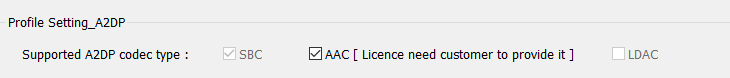 Profile Setting_A2DP
Supported A2DP codec type : SBC AAC [ Licence need customer to provide it ] LDAC